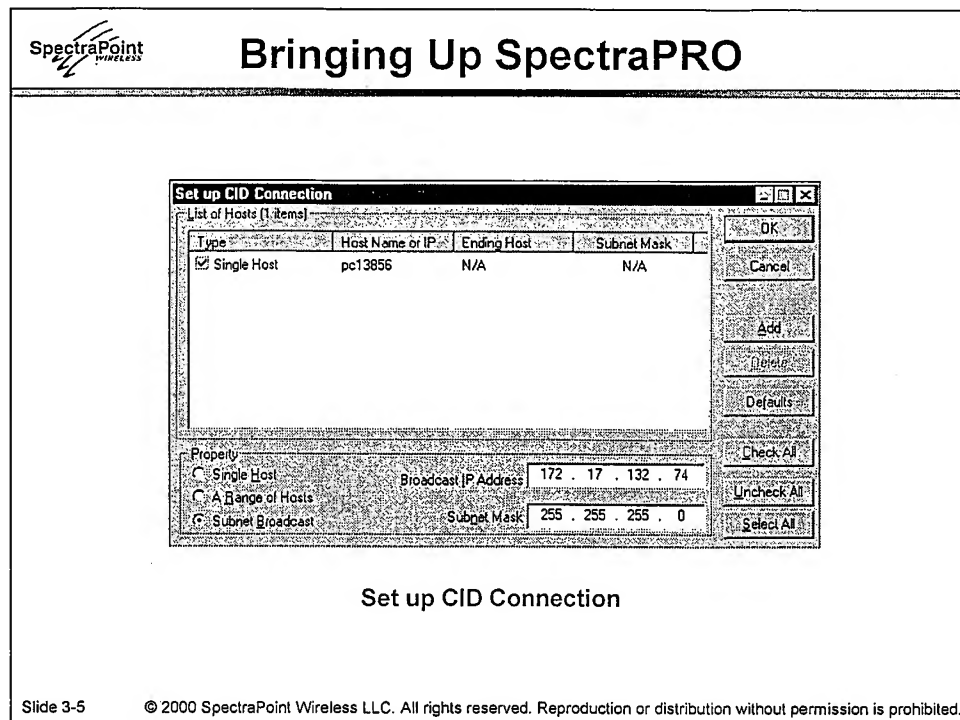 SpectraPoint
WIRELESS
Bringing Up SpectraPRO
Set up CID Connection
List of Hosts (1 items)
Type Host Name or IP Ending Host Subnet Mask
Single Host pc13856 N/A N/A
OK
Cancel
Add
Delete
Defaults
Check All
Uncheck All
Select All
Property
Single Host
A Range of Hosts
Subnet Broadcast
Broadcast IP Address 172 . 17 . 132 . 74
Subnet Mask 255 . 255 . 255 . 0
Set up CID Connection
Slide 3-5 © 2000 SpectraPoint Wireless LLC. All rights reserved. Reproduction or distribution without permission is prohibited.